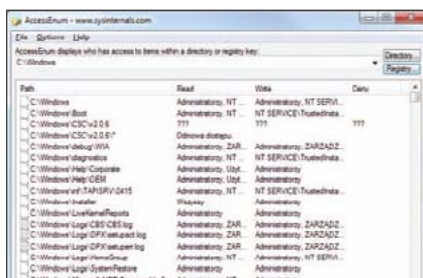 AccessEnum - www.sysinternals.com
File Options Help
AccessEnum displays who has access to items within a directory or registry key:
C:\Windows
Directory...
Registry...
Path Read Write Deny
C:\Windows Administratorzy, NT ... Administratorzy, NT SERVI...
C:\Windows\Boot Administratorzy, NT ... NT SERVICE\TrustedInsta...
C:\Windows\CSC\v2.0.6 ??? ??? ???
C:\Windows\CSC\v2.0.6\* Odmowa dostępu
C:\Windows\debug\WIA Administratorzy, ZAR... Administratorzy, ZARZĄDZ...
C:\Windows\diagnostics Administratorzy, NT ... NT SERVICE\TrustedInsta...
C:\Windows\Help\Corporate Administratorzy, Użyt... Administratorzy
C:\Windows\Help\OEM Administratorzy, Użyt... Administratorzy
C:\Windows\inf\TAPISRV\0415 Administratorzy, NT ... NT SERVICE\TrustedInsta...
C:\Windows\Installer Wszyscy Administratorzy
C:\Windows\LiveKernelReports Administratorzy Administratorzy
C:\Windows\Logs\CBS\CBS.log Administratorzy, ZAR... Administratorzy, ZARZĄDZ...
C:\Windows\Logs\DPX\setupact.log Administratorzy, ZAR... Administratorzy, ZARZĄDZ...
C:\Windows\Logs\DPX\setuperr.log Administratorzy, ZAR... Administratorzy, ZARZĄDZ...
C:\Windows\Logs\HomeGroup Administratorzy, NT ... Administratorzy, NT SERVI...
C:\Windows\Logs\SystemRestore Administratorzy Administratorzy